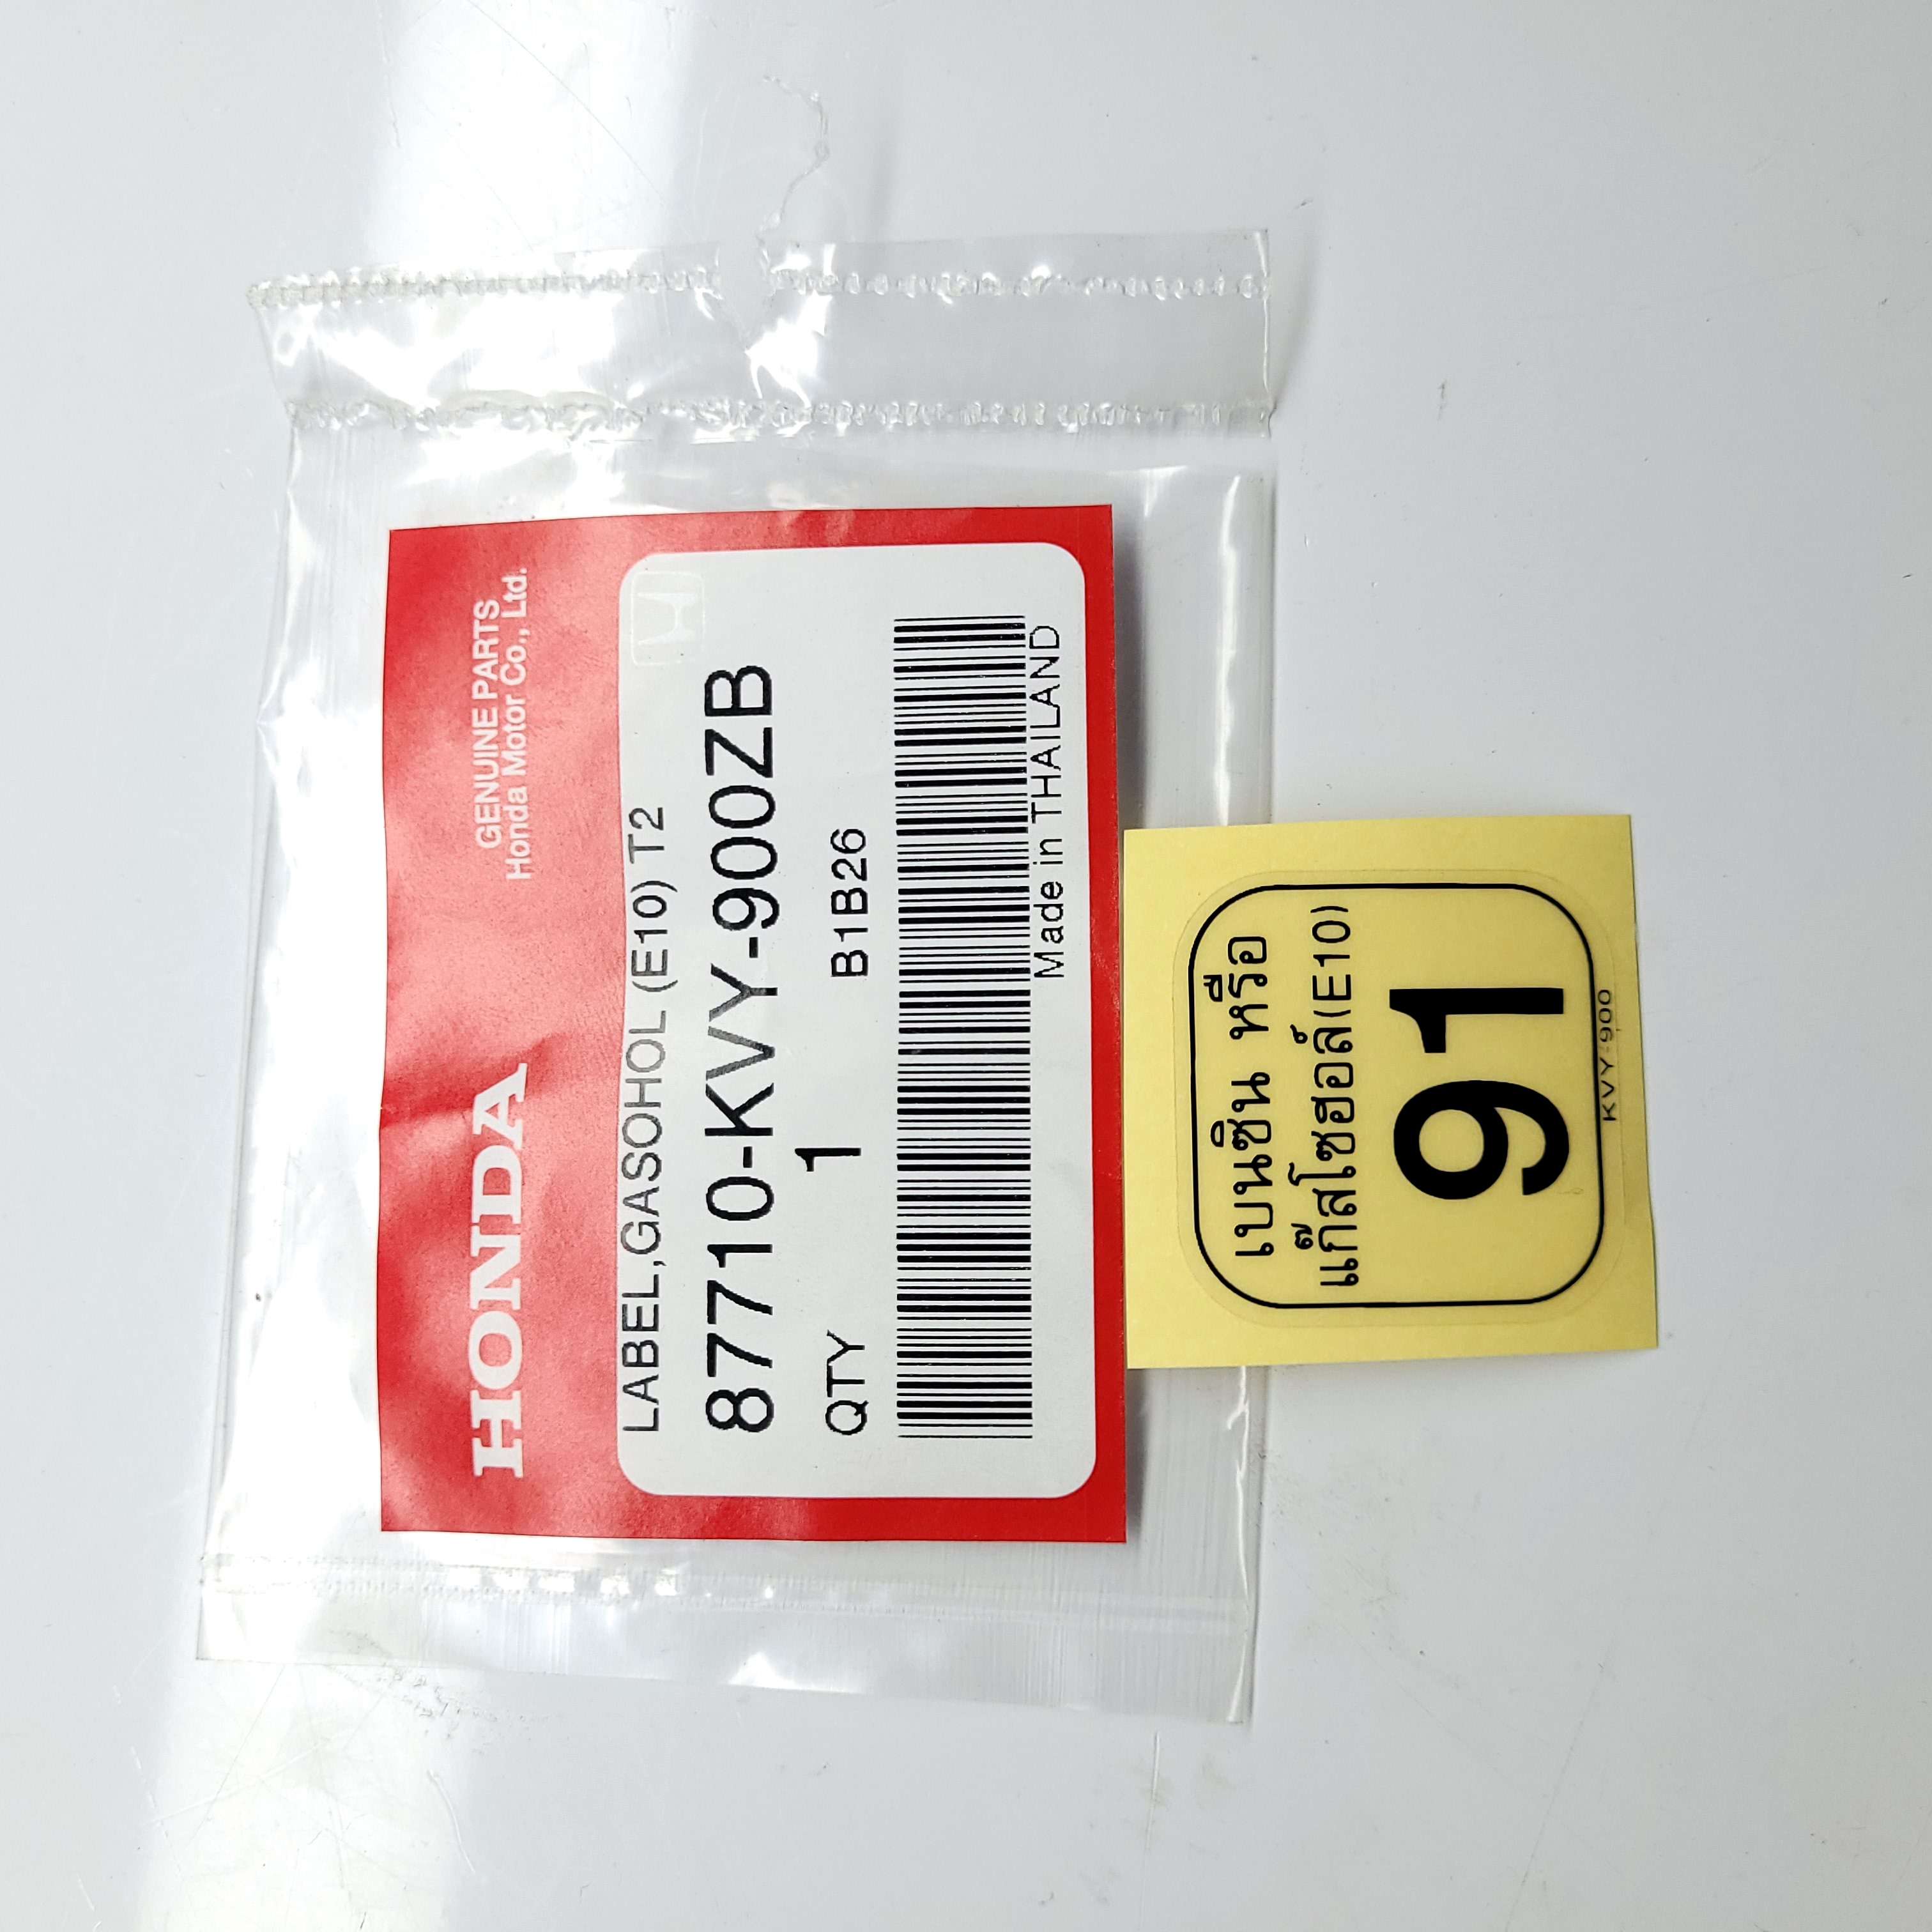 HONDA
GENUINE PARTS
Honda Motor Co., Ltd.
LABEL,GASOHOL (E10) T2
87710-KVY-900ZB
QTY 1 B1B26
Made in THAILAND
เบนซิน หรือ
แก๊สโซฮอล์(E10)
91
KVY-900